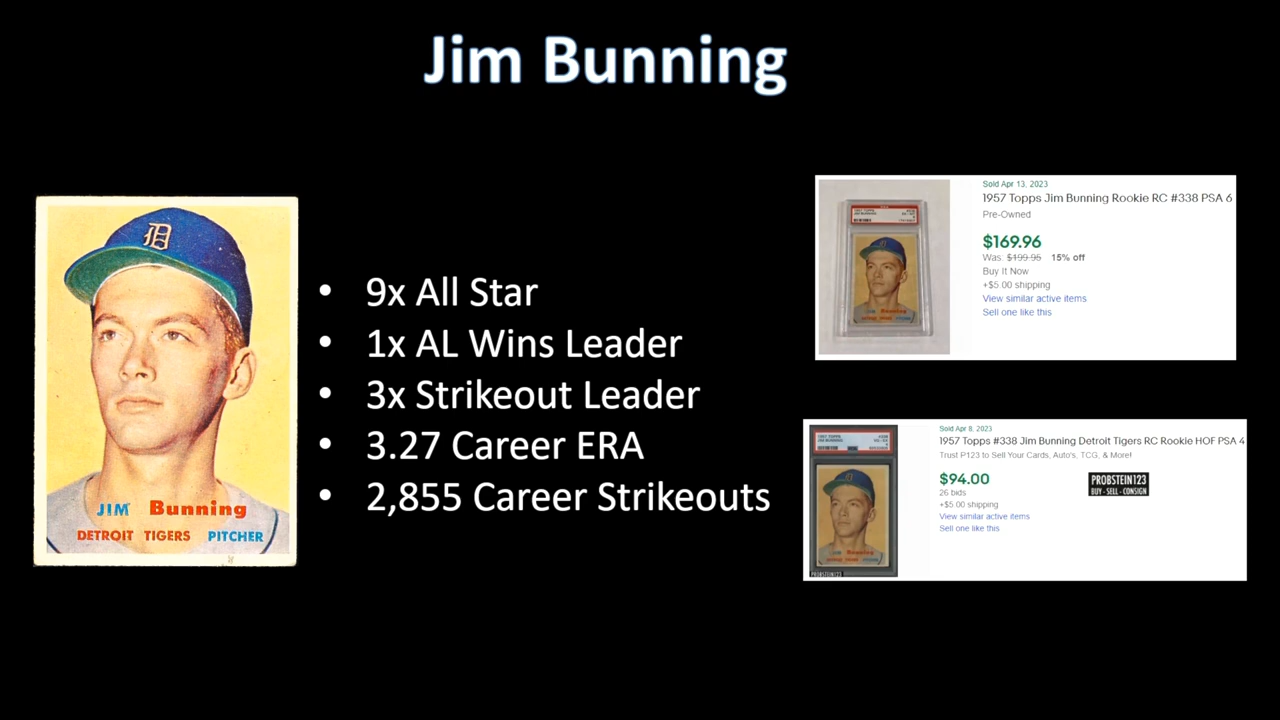 Jim Bunning
JIM Bunning
DETROIT TIGERS PITCHER
• 9x All Star
• 1x AL Wins Leader
• 3x Strikeout Leader
• 3.27 Career ERA
• 2,855 Career Strikeouts
Sold Apr 13, 2023
1957 Topps Jim Bunning Rookie RC #338 PSA 6
Pre-Owned
$169.96
Was: $199.95 15% off
Buy It Now
+$5.00 shipping
View similar active items
Sell one like this
Sold Apr 8, 2023
1957 Topps #338 Jim Bunning Detroit Tigers RC Rookie HOF PSA 4
Trust P123 to Sell Your Cards, Auto's, TCG, & More!
$94.00
26 bids
+$5.00 shipping
View similar active items
Sell one like this
PROBSTEIN123
BUY - SELL - CONSIGN